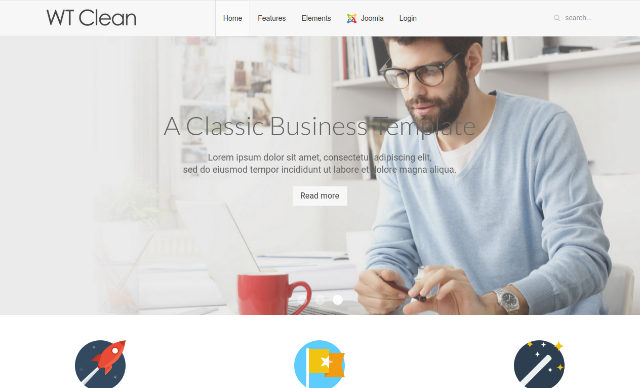 WT Clean
Home
Features
Elements
Joomla
Login
search...
A Classic Business Template
Lorem ipsum dolor sit amet, consectetur adipiscing elit,
sed do eiusmod tempor incididunt ut labore et dolore magna aliqua.
Read more